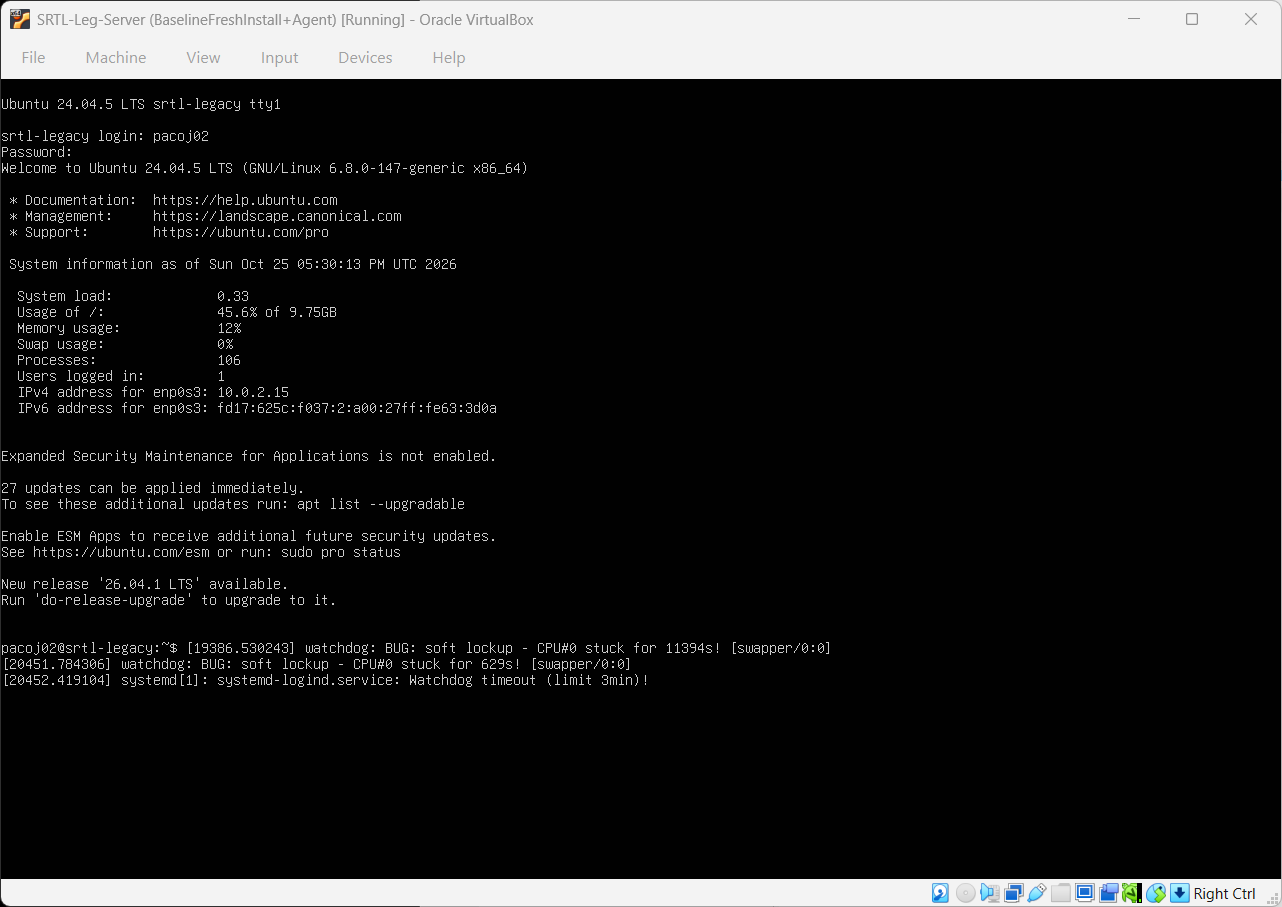 SRTL-Leg-Server (BaselineFreshInstall+Agent) [Running] - Oracle VirtualBox
File Machine View Input Devices Help
Ubuntu 24.04.5 LTS srtl-legacy tty1
srtl-legacy login: pacoj02
Password:
Welcome to Ubuntu 24.04.5 LTS (GNU/Linux 6.8.0-147-generic x86_64)
* Documentation: https://help.ubuntu.com
* Management: https://landscape.canonical.com
* Support: https://ubuntu.com/pro
System information as of Sun Oct 25 05:30:13 PM UTC 2026
System load: 0.33
Usage of /: 45.6% of 9.75GB
Memory usage: 12%
Swap usage: 0%
Processes: 106
Users logged in: 1
IPv4 address for enp0s3: 10.0.2.15
IPv6 address for enp0s3: fd17:625c:f037:2:a00:27ff:fe63:3d0a
Expanded Security Maintenance for Applications is not enabled.
27 updates can be applied immediately.
To see these additional updates run: apt list --upgradable
Enable ESM Apps to receive additional future security updates.
See https://ubuntu.com/esm or run: sudo pro status
New release '26.04.1 LTS' available.
Run 'do-release-upgrade' to upgrade to it.
pacoj02@srtl-legacy:~$ [19386.530243] watchdog: BUG: soft lockup - CPU#0 stuck for 11394s! [swapper/0:0]
[20451.784306] watchdog: BUG: soft lockup - CPU#0 stuck for 629s! [swapper/0:0]
[20452.419104] systemd[1]: systemd-logind.service: Watchdog timeout (limit 3min)!
Right Ctrl